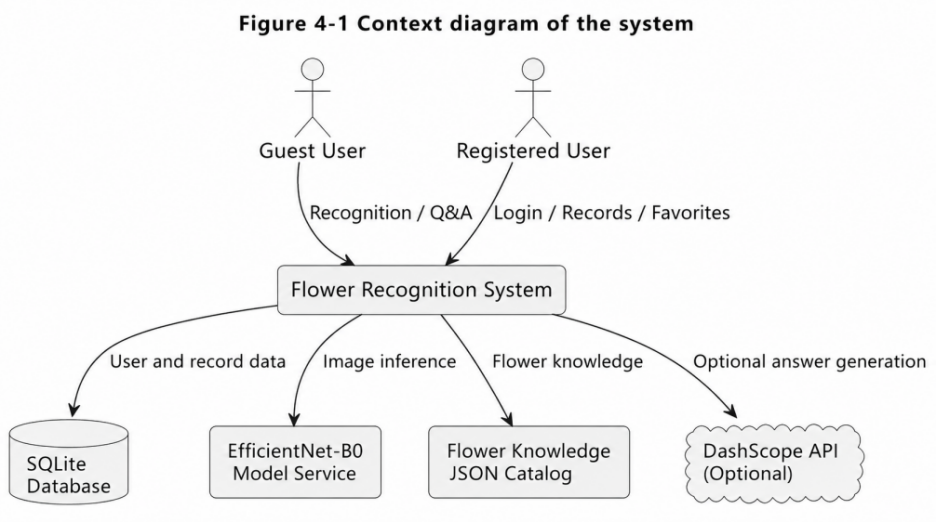 Figure 4-1 Context diagram of the system
Guest User
Registered User
Recognition / Q&A
Login / Records / Favorites
Flower Recognition System
User and record data
Image inference
Flower knowledge
Optional answer generation
SQLite
Database
EfficientNet-B0
Model Service
Flower Knowledge
JSON Catalog
DashScope API
(Optional)